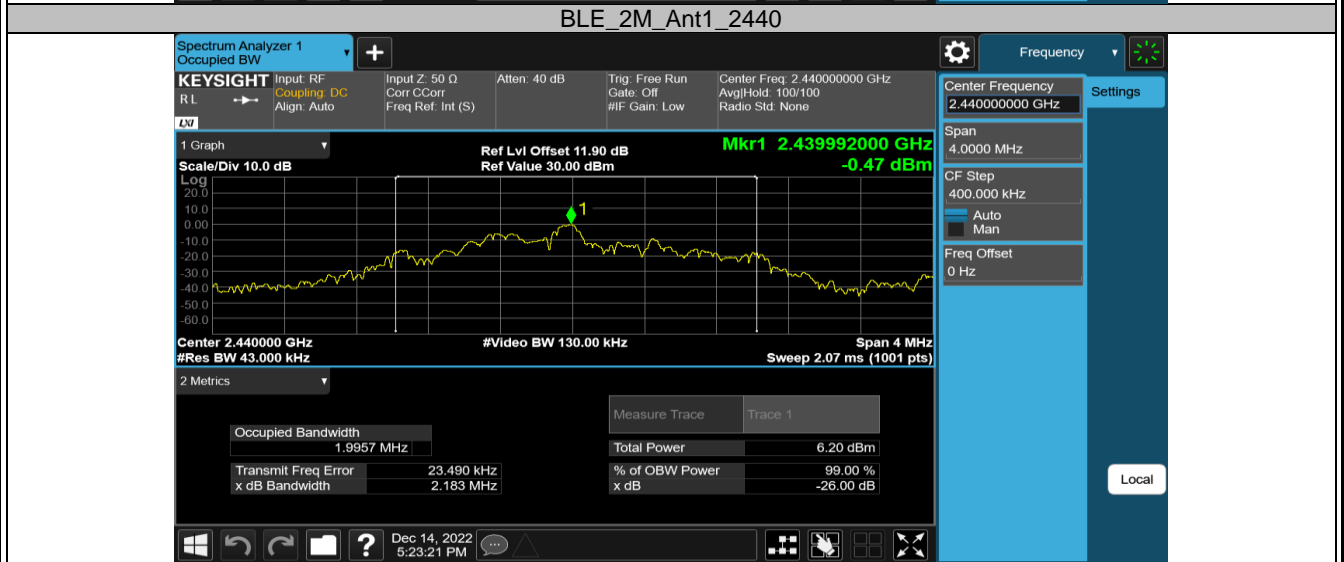 BLE_2M_Ant1_2440
Spectrum Analyzer 1
Occupied BW
Frequency
KEYSIGHT
R L
LXI
Input: RF
Coupling: DC
Align: Auto
Input Z: 50 Ω
Corr CCorr
Freq Ref: Int (S)
Atten: 40 dB
Trig: Free Run
Gate: Off
#IF Gain: Low
Center Freq: 2.440000000 GHz
Avg|Hold: 100/100
Radio Std: None
Center Frequency
2.440000000 GHz
Settings
Span
4.0000 MHz
CF Step
400.000 kHz
Auto
Man
Freq Offset
0 Hz
1 Graph
Scale/Div 10.0 dB
Ref Lvl Offset 11.90 dB
Ref Value 30.00 dBm
Mkr1 2.439992000 GHz
-0.47 dBm
Log
20.0
10.0
0.00
-10.0
-20.0
-30.0
-40.0
-50.0
-60.0
1
Center 2.440000 GHz
#Res BW 43.000 kHz
#Video BW 130.00 kHz
Span 4 MHz
Sweep 2.07 ms (1001 pts)
2 Metrics
Measure Trace Trace 1
Occupied Bandwidth
1.9957 MHz
Total Power 6.20 dBm
Transmit Freq Error 23.490 kHz
% of OBW Power 99.00 %
x dB Bandwidth 2.183 MHz
x dB -26.00 dB
Local
?
Dec 14, 2022
5:23:21 PM